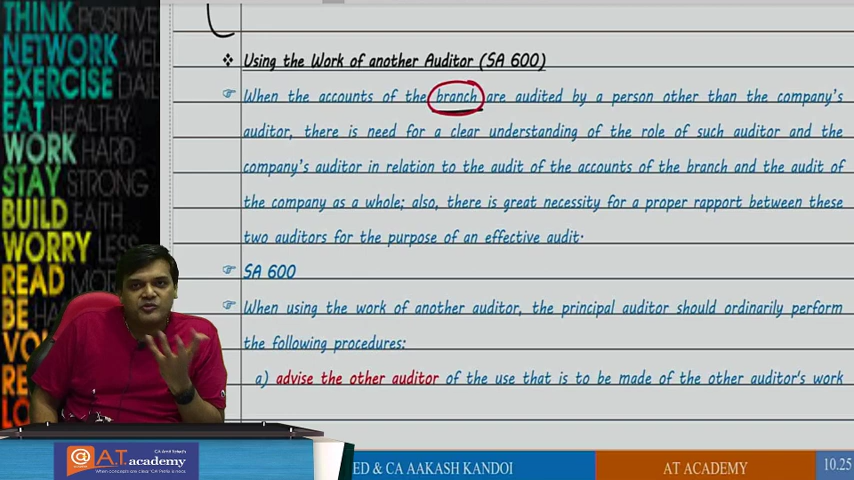 THINK POSITIVE
NETWORK WELL
EXERCISE DAIL
EAT HEALTHY
WORK HARD
STAY STRONG
BUILD FAITH
WORRY LESS
READ MOR
BE HA
VO
RE
LO
❖ Using the Work of another Auditor (SA 600)
☞ When the accounts of the branch are audited by a person other than the company's
auditor, there is need for a clear understanding of the role of such auditor and the
company's auditor in relation to the audit of the accounts of the branch and the audit of
the company as a whole; also, there is great necessity for a proper rapport between these
two auditors for the purpose of an effective audit.
☞ SA 600
☞ When using the work of another auditor, the principal auditor should ordinarily perform
the following procedures:
a) advise the other auditor of the use that is to be made of the other auditor's work
@ A.T. academy
ED & CA AAKASH KANDOI
AT ACADEMY
10.25